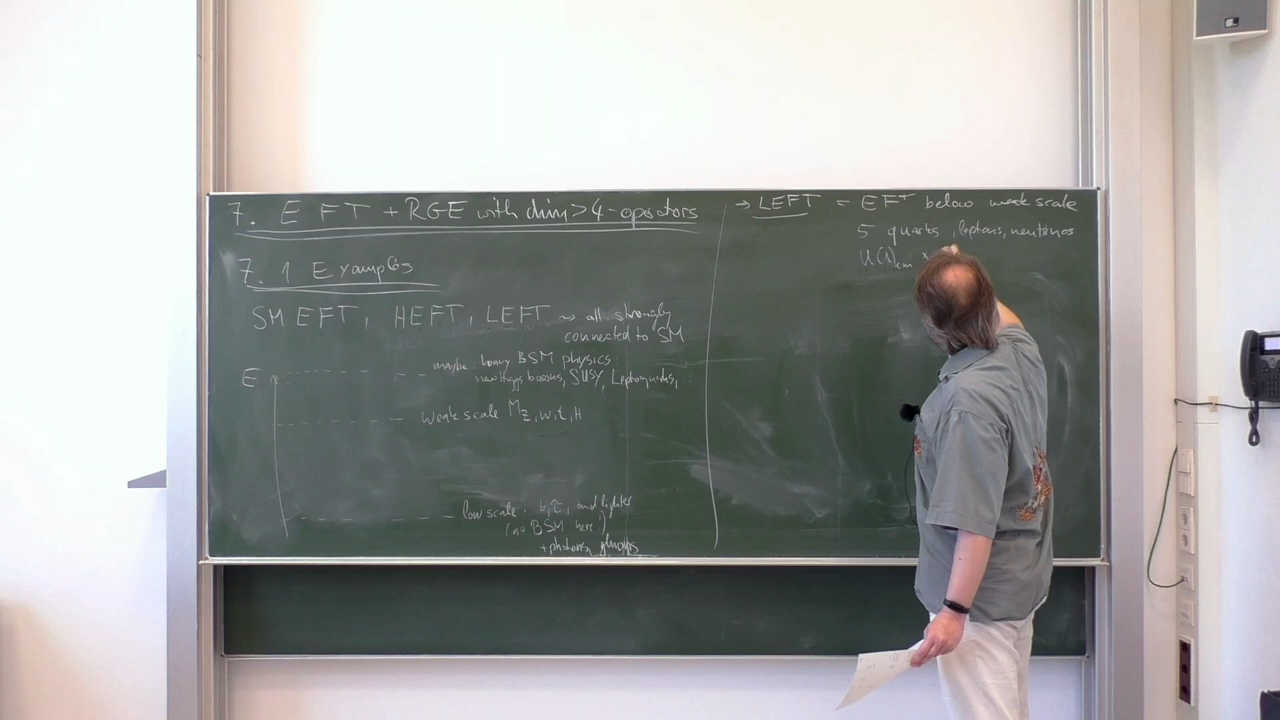 7. EFT + RGE with dim>4-operators
7.1 Examples
SMEFT, HEFT, LEFT ~> all strongly
connected to SM
maybe: heavy BSM physics:
new Higgs bosons, SUSY, Leptoquarks,..
E
weak scale M_Z,W,t,H
low scale: b,τ, and lighter
(no BSM here!)
+photons, gluons
→ LEFT = EFT below weak scale
5 quarks, leptons, neutrinos
U(1)em ×